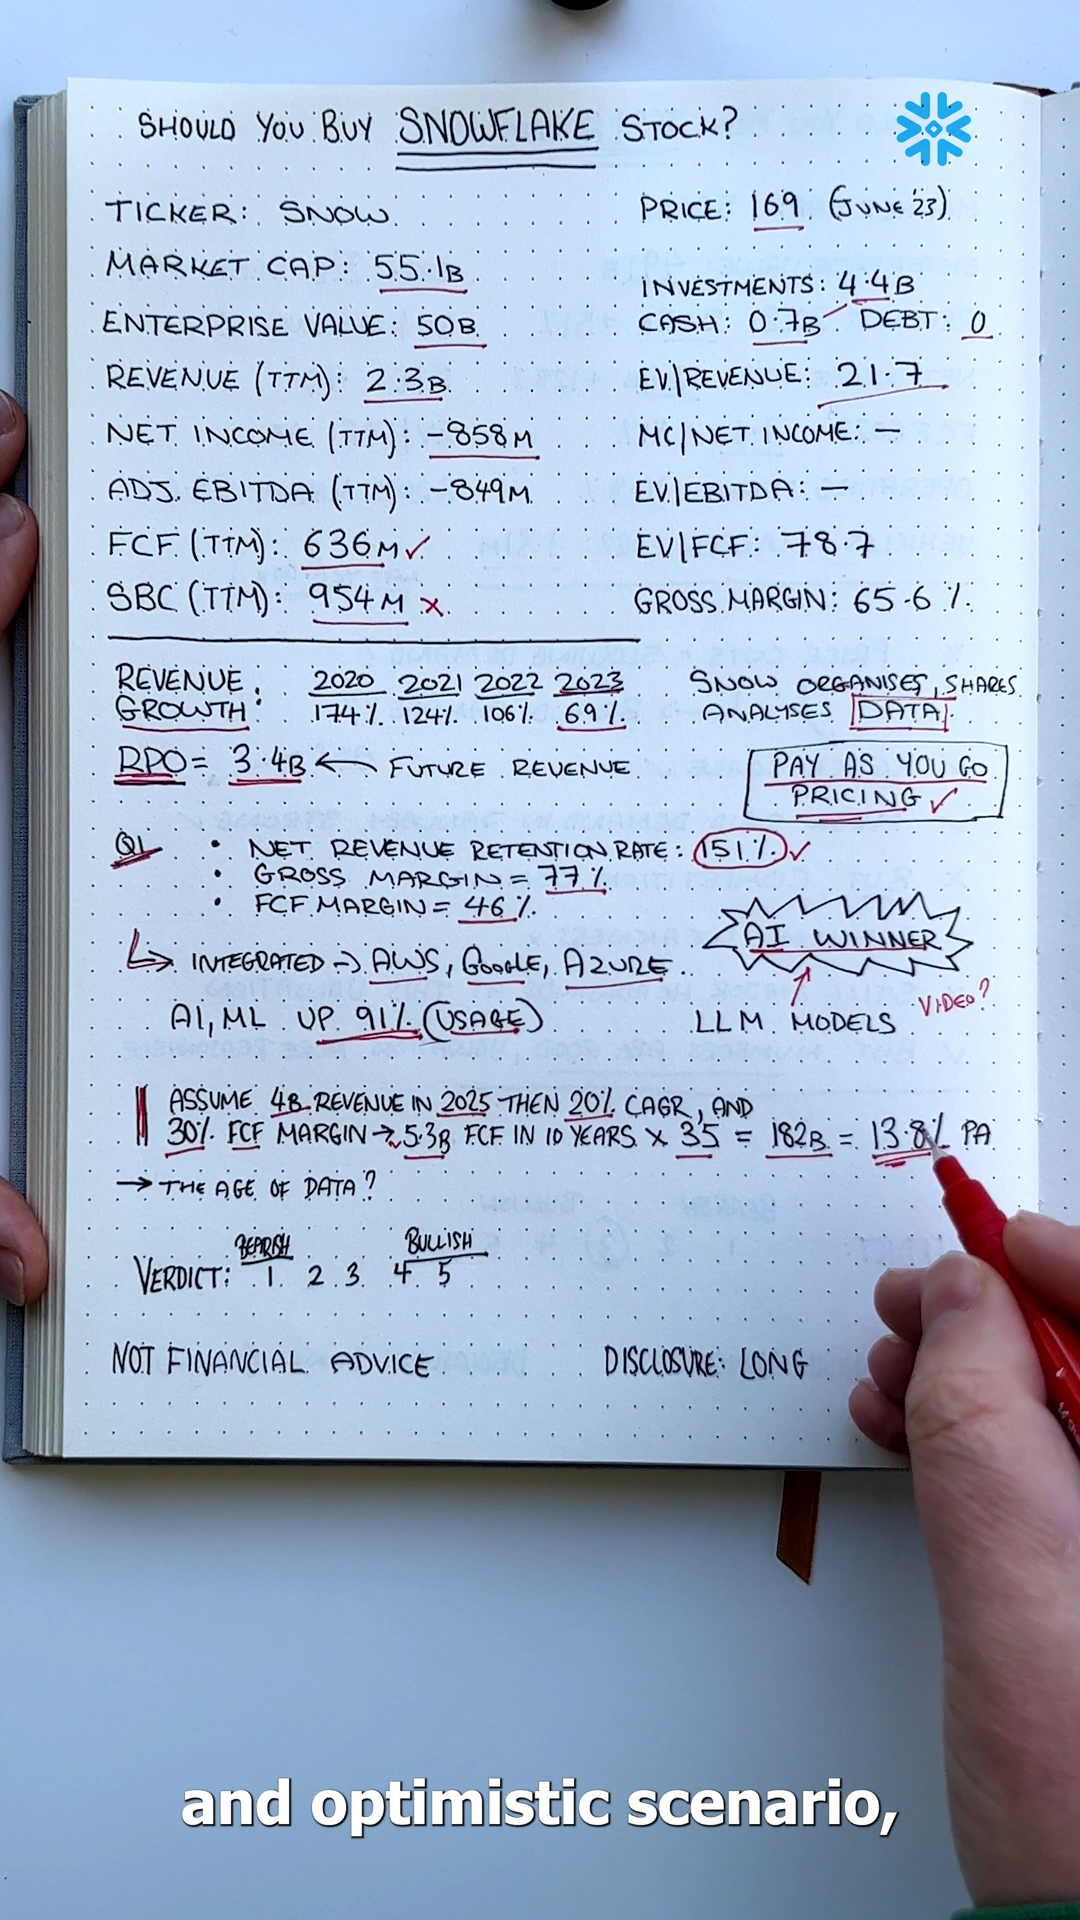 SHOULD YOU BUY SNOWFLAKE STOCK?
TICKER: SNOW
PRICE: 169 (JUNE '23)
MARKET CAP: 55.1B
INVESTMENTS: 4.4B
ENTERPRISE VALUE: 50B
CASH: 0.7B DEBT: 0
REVENUE (TTM): 2.3B
EV/REVENUE: 21.7
NET INCOME (TTM): -858M
MC/NET INCOME: -
ADJ. EBITDA (TTM): -849M
EV/EBITDA: -
FCF (TTM): 636M ✓
EV/FCF: 78.7
SBC (TTM): 954M x
GROSS MARGIN: 65.6%
REVENUE GROWTH: 2020 2021 2022 2023
174% 124% 106% 69%
SNOW ORGANISES, SHARES
ANALYSES DATA
RPO = 3.4B ← FUTURE REVENUE
PAY AS YOU GO
PRICING ✓
Q1 • NET REVENUE RETENTION RATE: 151% ✓
• GROSS MARGIN = 77%
• FCF MARGIN = 46%
AI WINNER
↳ INTEGRATED → AWS, GOOGLE, AZURE
VIDEO?
AI, ML UP 91% (USAGE)
LLM MODELS
ASSUME 4B REVENUE IN 2025 THEN 20% CAGR, AND
30% FCF MARGIN → ~5.3B FCF IN 10 YEARS x 35 = 182B = 13.8% PA
→ THE AGE OF DATA?
BEARISH BULLISH
VERDICT: 1 2 3 4 5
NOT FINANCIAL ADVICE
DISCLOSURE: LONG
and optimistic scenario,